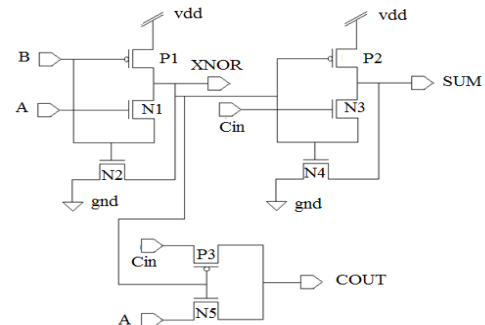 vdd
vdd
B
P1
XNOR
P2
SUM
A
N1
Cin
N3
N2
gnd
N4
gnd
Cin
P3
COUT
A
N5